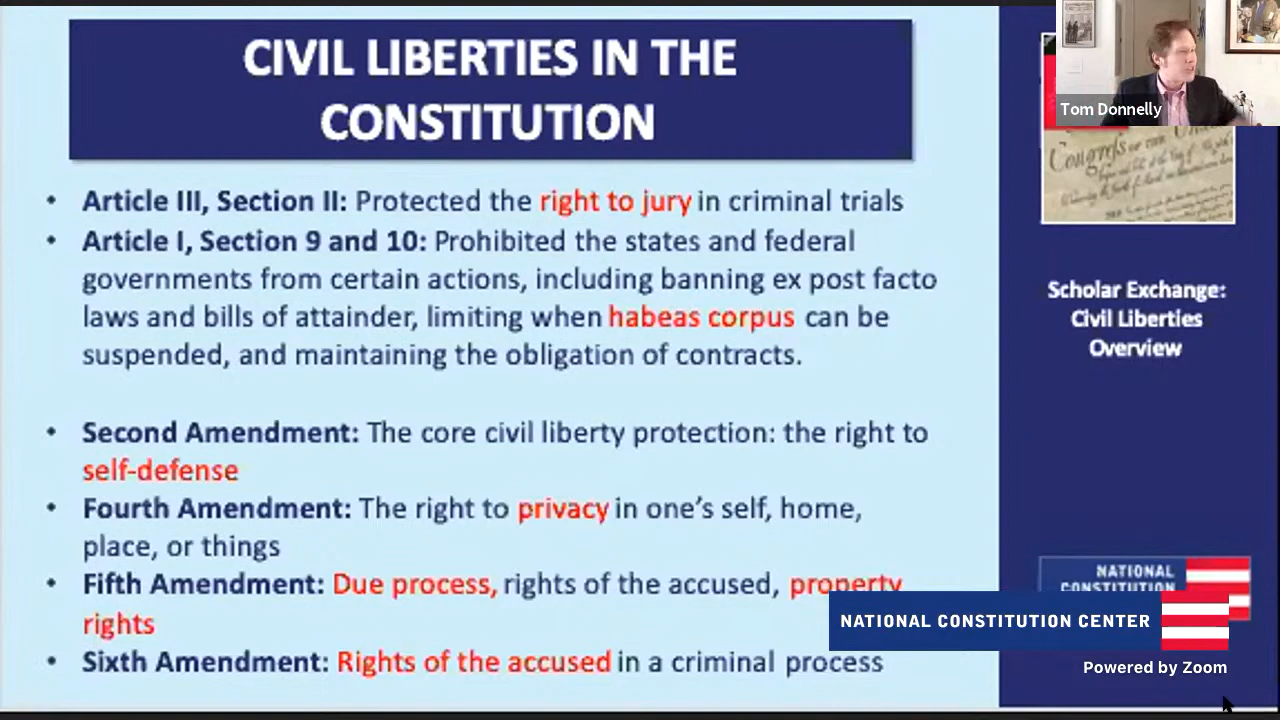 CIVIL LIBERTIES IN THE
CONSTITUTION
• Article III, Section II: Protected the right to jury in criminal trials
• Article I, Section 9 and 10: Prohibited the states and federal
governments from certain actions, including banning ex post facto
laws and bills of attainder, limiting when habeas corpus can be
suspended, and maintaining the obligation of contracts.
• Second Amendment: The core civil liberty protection: the right to
self-defense
• Fourth Amendment: The right to privacy in one’s self, home,
place, or things
• Fifth Amendment: Due process, rights of the accused, property
rights
• Sixth Amendment: Rights of the accused in a criminal process
Tom Donnelly
Congress OF THE
Scholar Exchange:
Civil Liberties
Overview
NATIONAL
CONSTITUTION
NATIONAL CONSTITUTION CENTER
Powered by Zoom